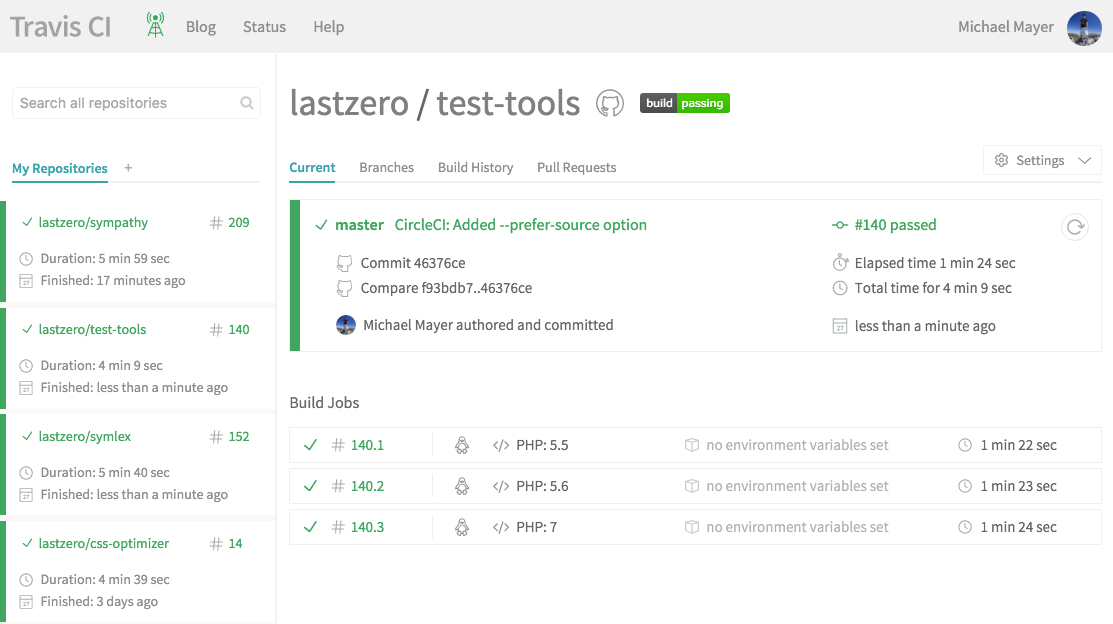 Travis CI
Blog
Status
Help
Michael Mayer
Search all repositories
My Repositories +
lastzero/sympathy # 209
Duration: 5 min 59 sec
Finished: 17 minutes ago
lastzero/test-tools # 140
Duration: 4 min 9 sec
Finished: less than a minute ago
lastzero/symlex # 152
Duration: 5 min 40 sec
Finished: less than a minute ago
lastzero/css-optimizer # 14
Duration: 4 min 39 sec
Finished: 3 days ago
lastzero / test-tools
build passing
Current
Branches
Build History
Pull Requests
Settings
master CircleCI: Added --prefer-source option
Commit 46376ce
Compare f93bdb7..46376ce
Michael Mayer authored and committed
#140 passed
Elapsed time 1 min 24 sec
Total time for 4 min 9 sec
less than a minute ago
Build Jobs
# 140.1 </> PHP: 5.5 no environment variables set 1 min 22 sec
# 140.2 </> PHP: 5.6 no environment variables set 1 min 23 sec
# 140.3 </> PHP: 7 no environment variables set 1 min 24 sec